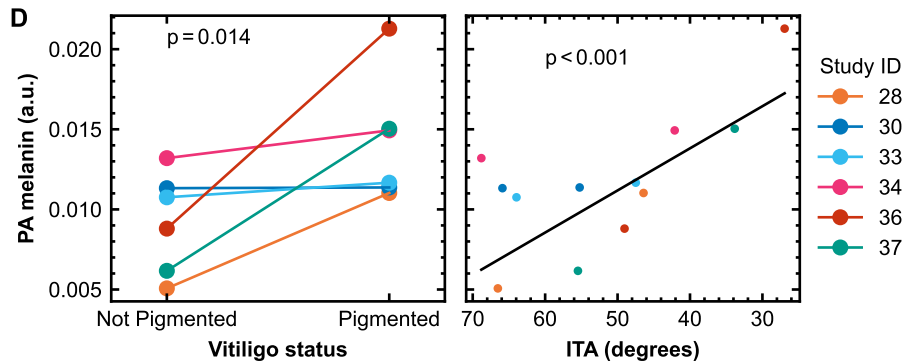 D
PA melanin (a.u.)
0.020
0.015
0.010
0.005
p = 0.014
Not Pigmented
Pigmented
Vitiligo status
p < 0.001
70
60
50
40
30
ITA (degrees)
Study ID
28
30
33
34
36
37